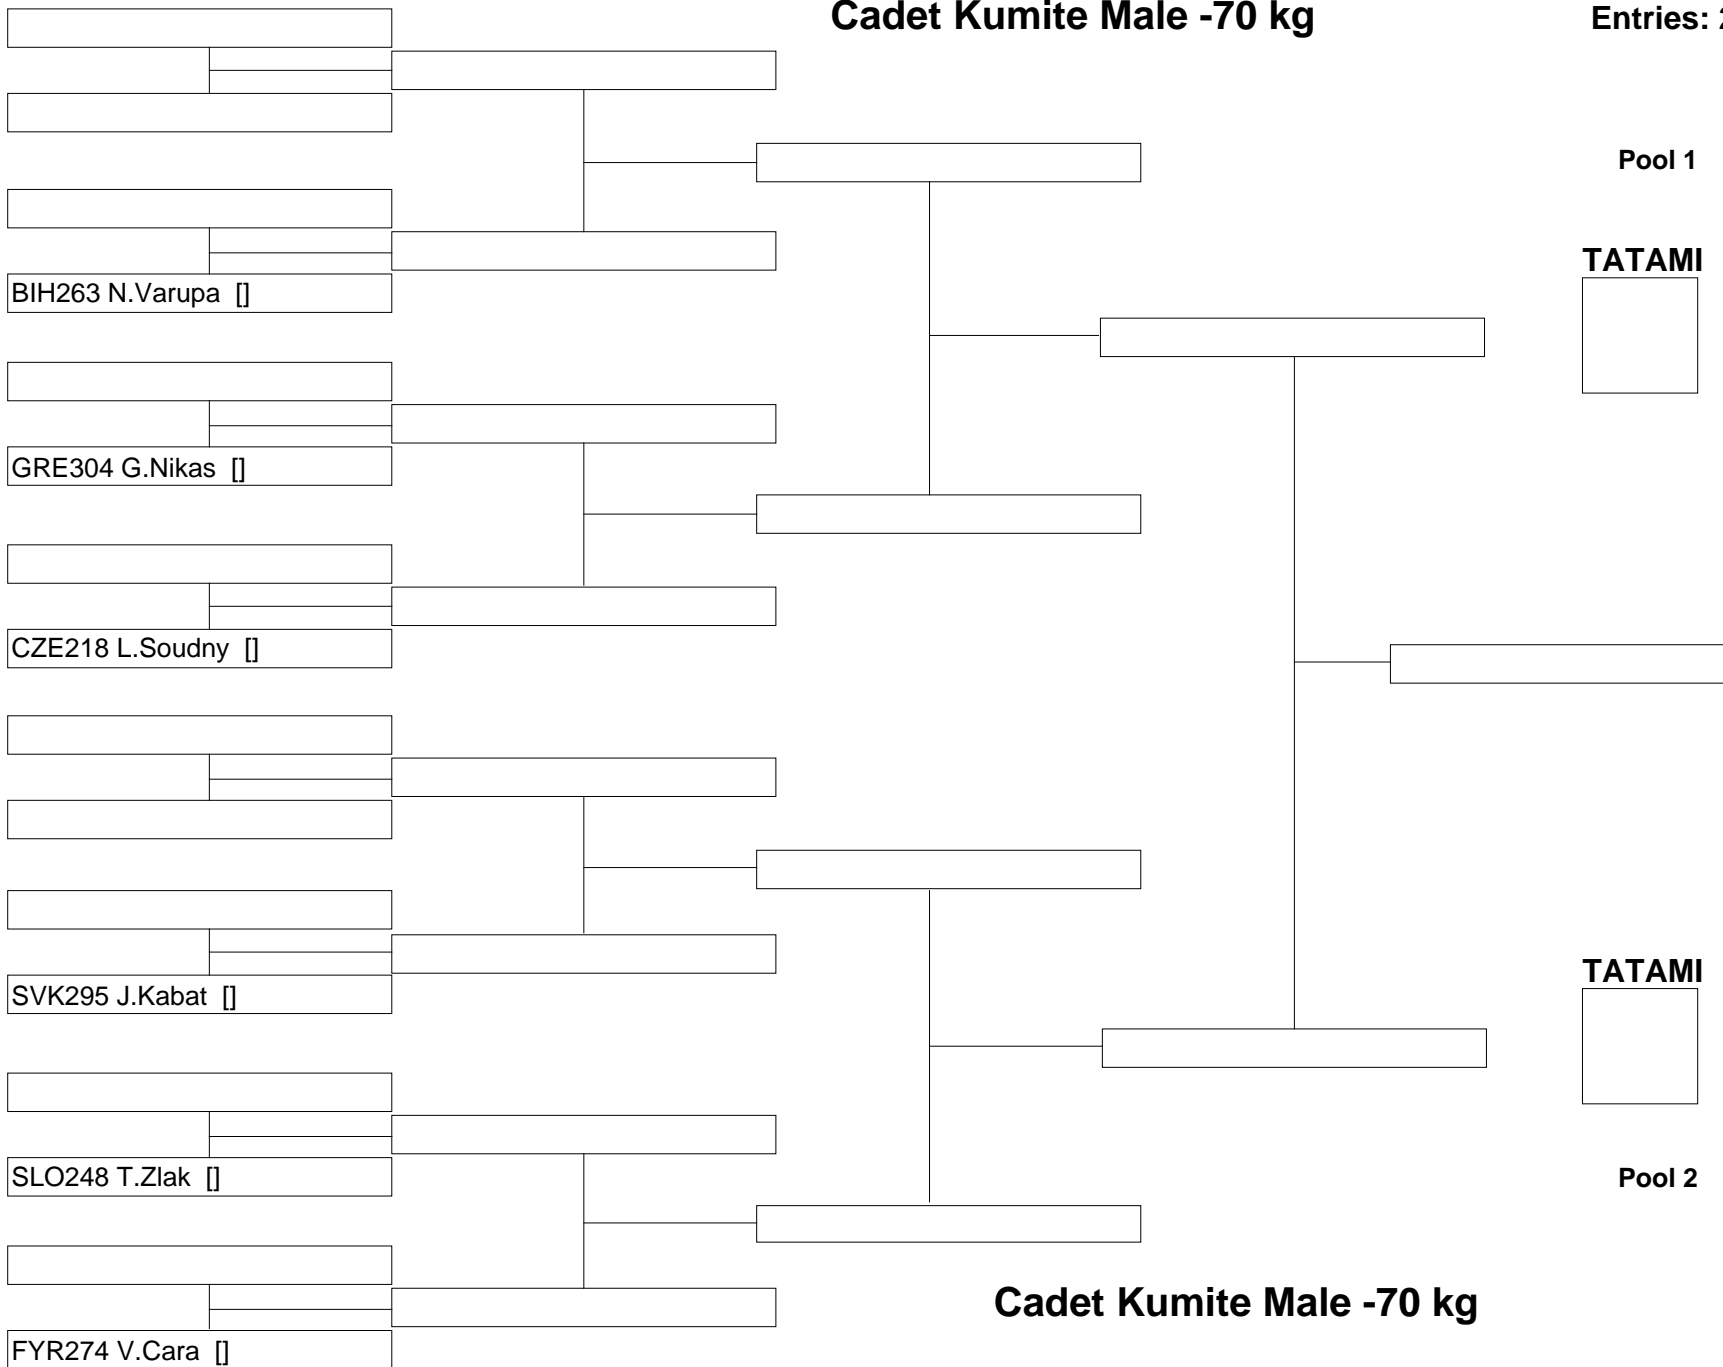 Cadet Kumite Male -70 kg
Entries: 2
Pool 1
TATAMI
BIH263 N.Varupa []
GRE304 G.Nikas []
CZE218 L.Soudny []
SVK295 J.Kabat []
TATAMI
SLO248 T.Zlak []
Pool 2
Cadet Kumite Male -70 kg
FYR274 V.Cara []